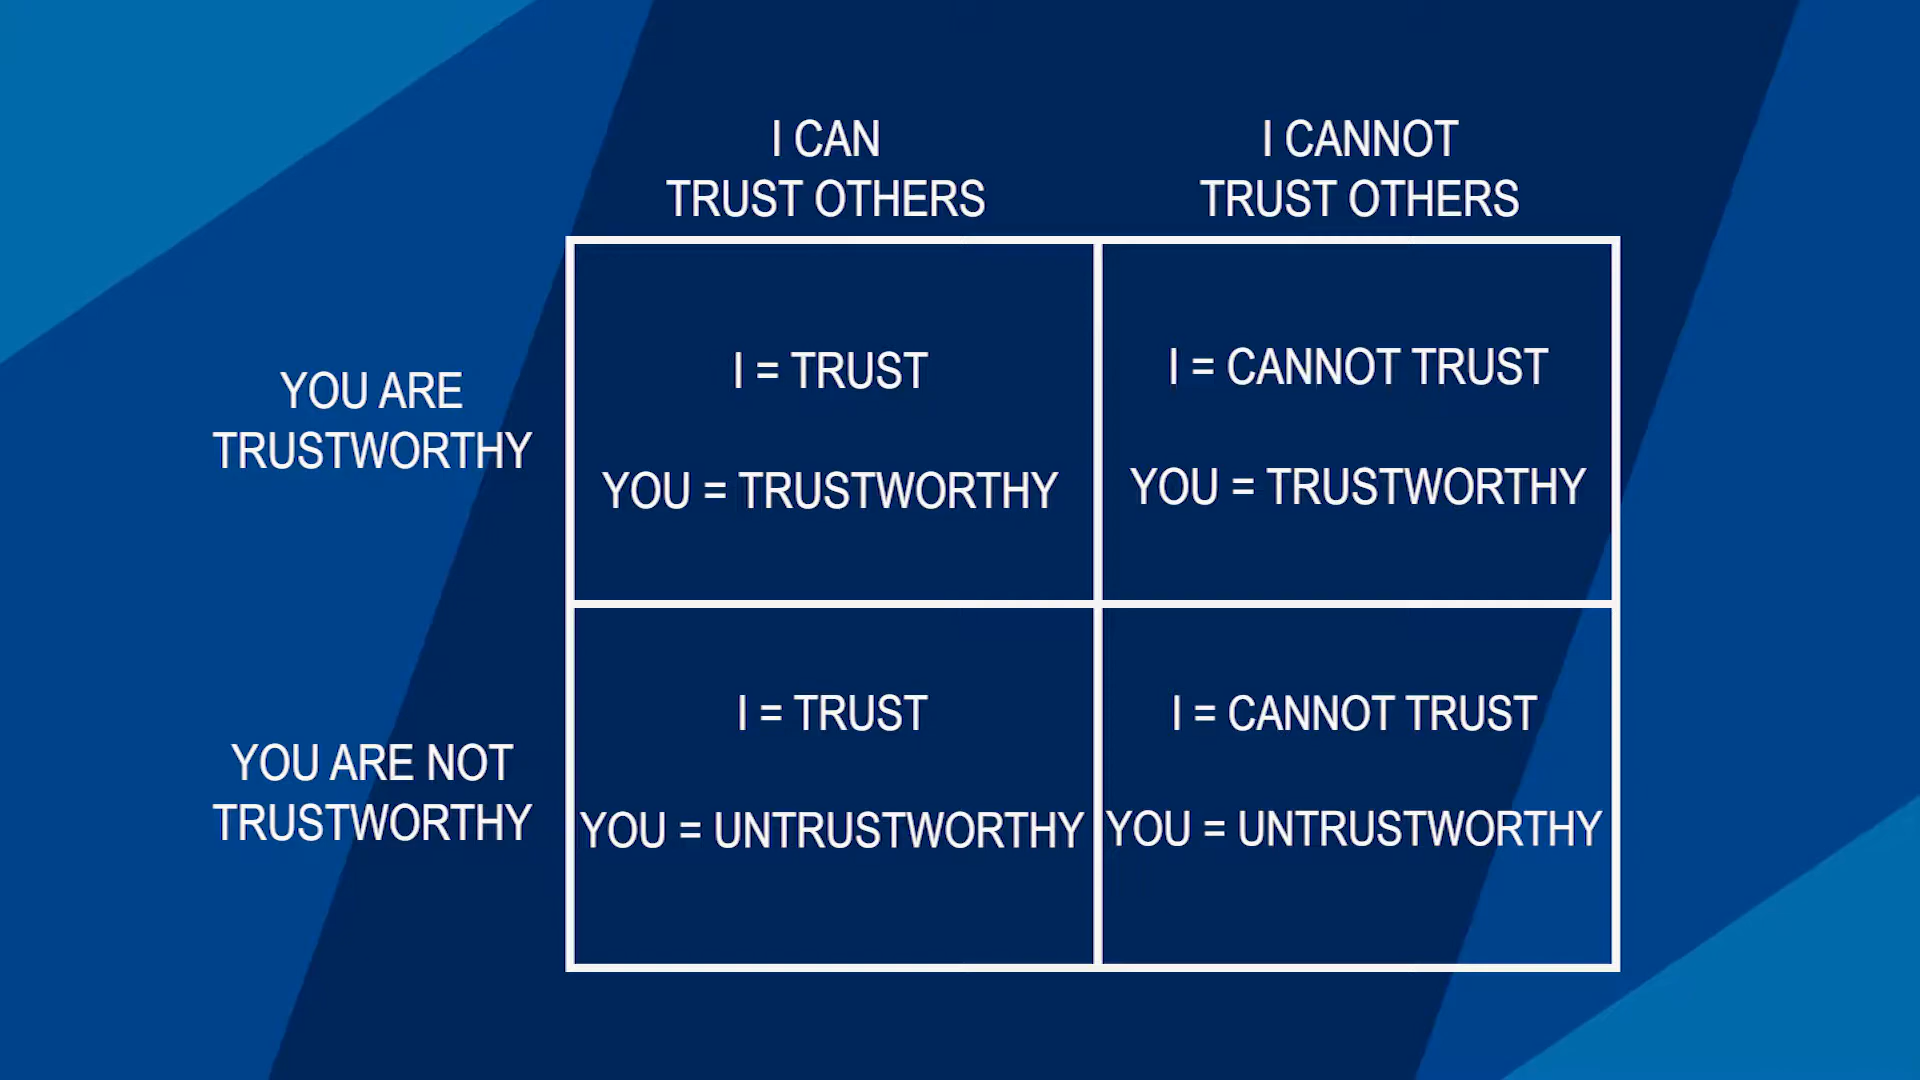 I CAN
TRUST OTHERS
I CANNOT
TRUST OTHERS
YOU ARE
TRUSTWORTHY
I = TRUST
YOU = TRUSTWORTHY
I = CANNOT TRUST
YOU = TRUSTWORTHY
YOU ARE NOT
TRUSTWORTHY
I = TRUST
YOU = UNTRUSTWORTHY
I = CANNOT TRUST
YOU = UNTRUSTWORTHY